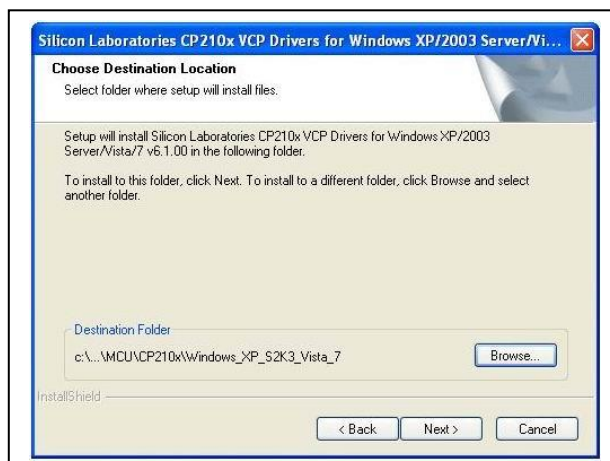 Silicon Laboratories CP210x VCP Drivers for Windows XP/2003 Server/Vi...
Choose Destination Location
Select folder where setup will install files.
Setup will install Silicon Laboratories CP210x VCP Drivers for Windows XP/2003
Server/Vista/7 v6.1.00 in the following folder.
To install to this folder, click Next. To install to a different folder, click Browse and select
another folder.
Destination Folder
c:\...\MCU\CP210x\Windows_XP_S2K3_Vista_7
Browse...
InstallShield
< Back
Next >
Cancel